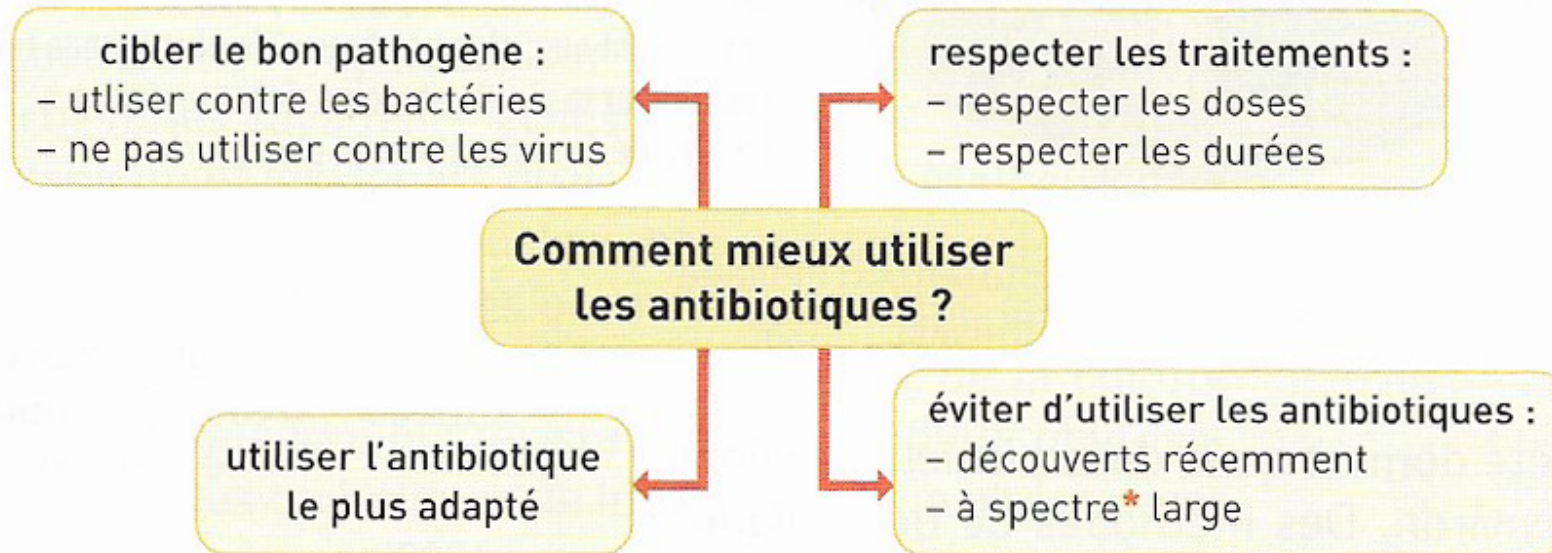 cibler le bon pathogène :
– utliser contre les bactéries
– ne pas utiliser contre les virus
respecter les traitements :
– respecter les doses
– respecter les durées
Comment mieux utiliser
les antibiotiques ?
utiliser l'antibiotique
le plus adapté
éviter d'utiliser les antibiotiques :
– découverts récemment
– à spectre* large